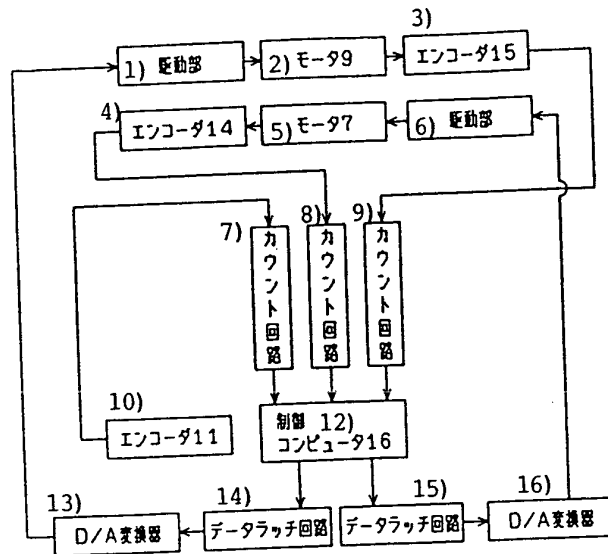 3)
1) 駆動部
2) モータ9
エンコーダ15
4)
エンコーダ14
5) モータ7
6) 駆動部
7)
8)
9)
カウント回路
カウント回路
カウント回路
10)
エンコーダ11
制御 12)
コンピュータ16
13)
14)
15)
16)
D/A変換器
データラッチ回路
データラッチ回路
D/A変換器